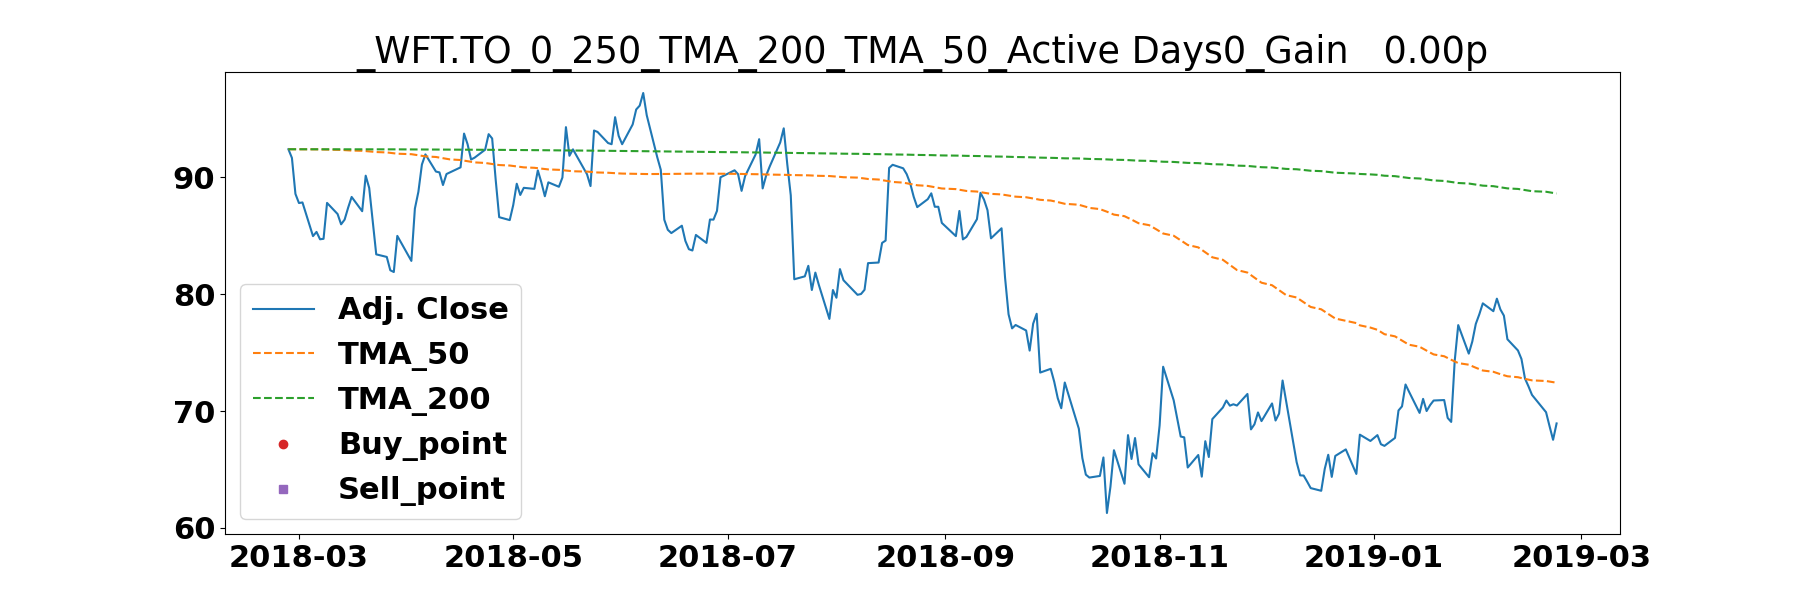 _WFT.TO_0_250_TMA_200_TMA_50_Active Days0_Gain   0.00p
90
80
70
60
Adj. Close
TMA_50
TMA_200
Buy_point
Sell_point
2018-03 2018-05 2018-07 2018-09 2018-11 2019-01 2019-03